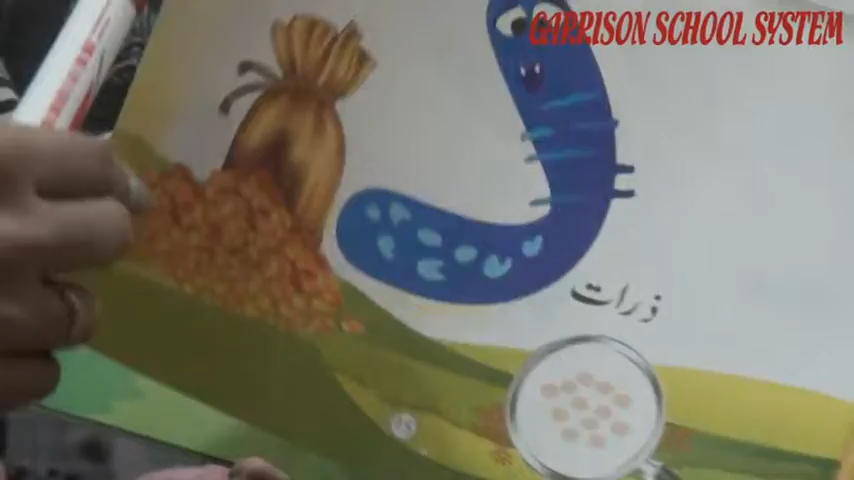 GARRISON SCHOOL SYSTEM
ذرات